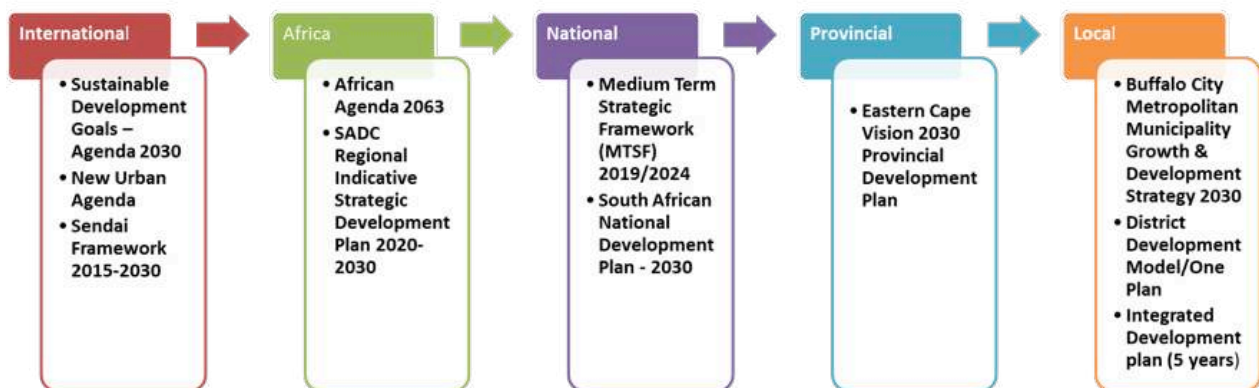 International
• Sustainable
Development
Goals –
Agenda 2030
• New Urban
Agenda
• Sendai
Framework
2015-2030
Africa
• African
Agenda 2063
• SADC
Regional
Indicative
Strategic
Development
Plan 2020-
2030
National
• Medium Term
Strategic
Framework
(MTSF)
2019/2024
• South African
National
Development
Plan - 2030
Provincial
• Eastern Cape
Vision 2030
Provincial
Development
Plan
Local
• Buffalo City
Metropolitan
Municipality
Growth &
Development
Strategy 2030
• District
Development
Model/One
Plan
• Integrated
Development
plan (5 years)